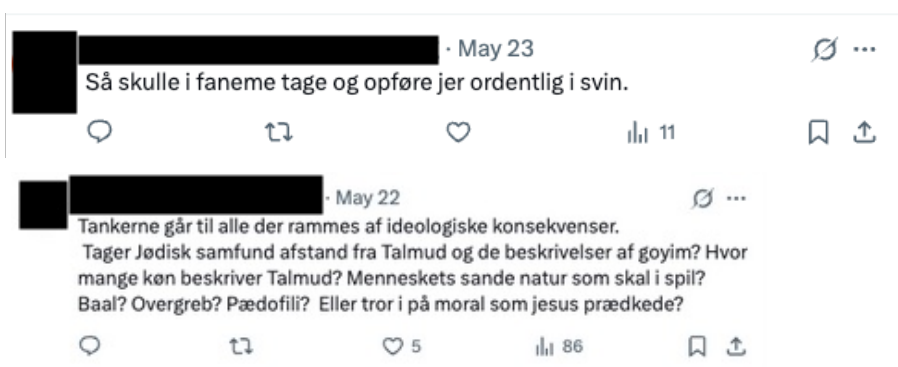 · May 23
Så skulle i faneme tage og opføre jer ordentlig i svin.
11
· May 22
Tankerne går til alle der rammes af ideologiske konsekvenser.
Tager Jødisk samfund afstand fra Talmud og de beskrivelser af goyim? Hvor
mange køn beskriver Talmud? Menneskets sande natur som skal i spil?
Baal? Overgreb? Pædofili? Eller tror i på moral som jesus prædkede?
5 86